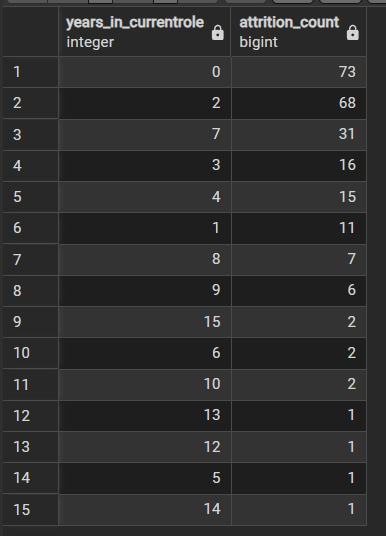 years_in_currentrole attrition_count
integer bigint
1 0 73
2 2 68
3 7 31
4 3 16
5 4 15
6 1 11
7 8 7
8 9 6
9 15 2
10 6 2
11 10 2
12 13 1
13 12 1
14 5 1
15 14 1